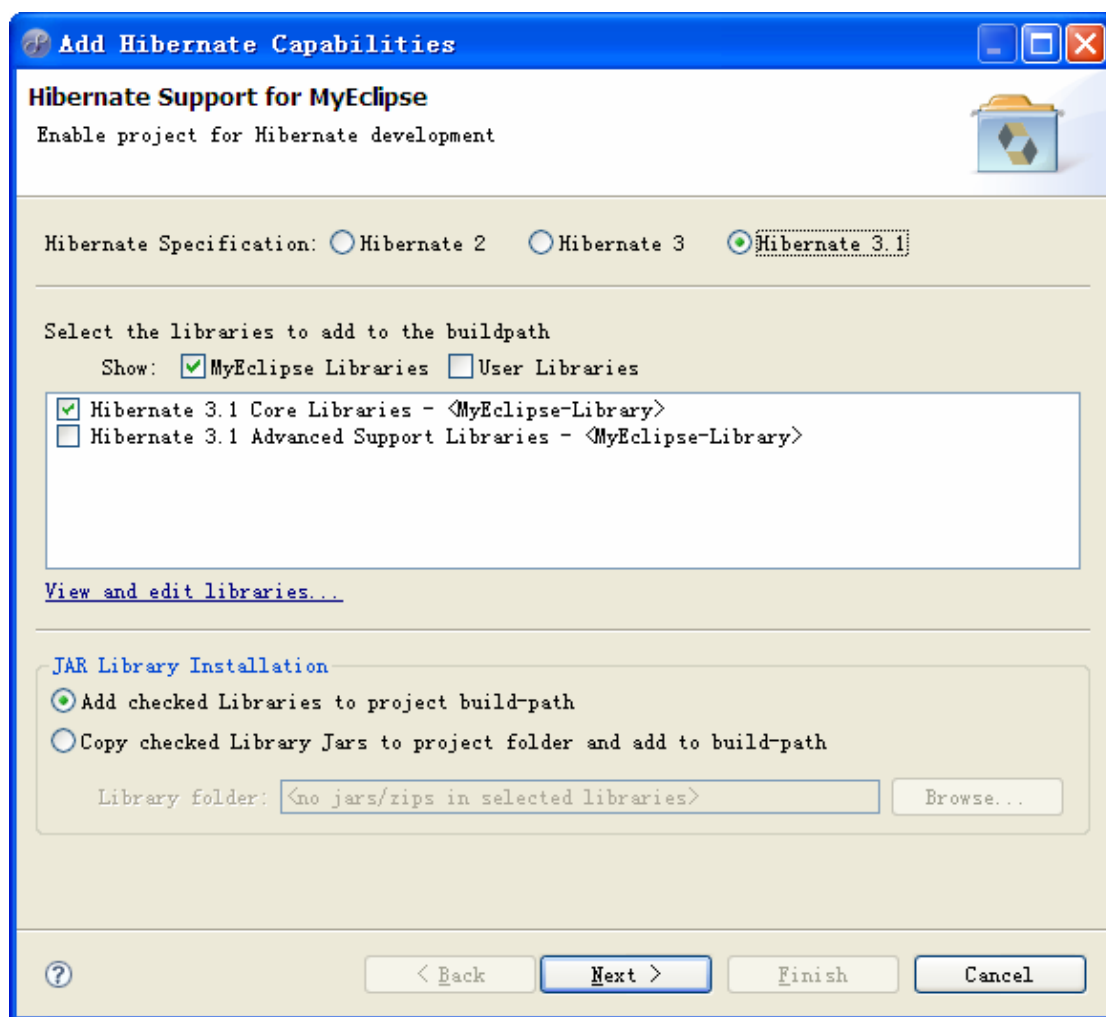 Add Hibernate Capabilities
Hibernate Support for MyEclipse
Enable project for Hibernate development
Hibernate Specification: Hibernate 2 Hibernate 3 Hibernate 3.1
Select the libraries to add to the buildpath
Show: MyEclipse Libraries User Libraries
Hibernate 3.1 Core Libraries - <MyEclipse-Library>
Hibernate 3.1 Advanced Support Libraries - <MyEclipse-Library>
View and edit libraries...
JAR Library Installation
Add checked Libraries to project build-path
Copy checked Library Jars to project folder and add to build-path
Library folder: <no jars/zips in selected libraries> Browse...
? < Back Next > Finish Cancel